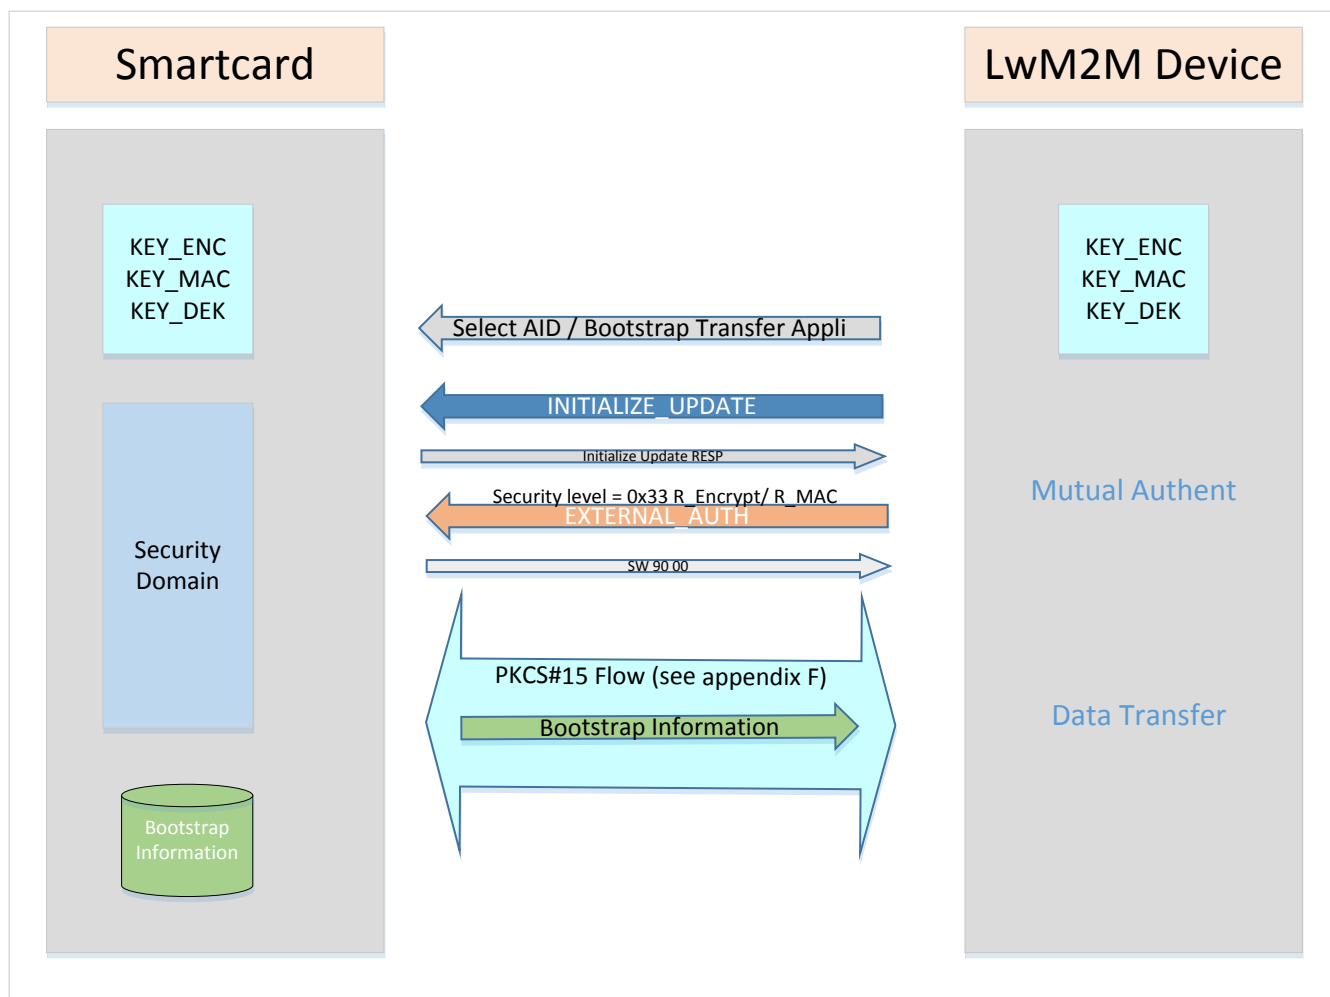 Smartcard
LwM2M Device
KEY_ENC
KEY_MAC
KEY_DEK
KEY_ENC
KEY_MAC
KEY_DEK
Select AID / Bootstrap Transfer Appli
INITIALIZE_UPDATE
Initialize Update RESP
Security level = 0x33 R_Encrypt/ R_MAC
EXTERNAL_AUTH
Mutual Authent
SW 90 00
Security
Domain
PKCS#15 Flow (see appendix F)
Bootstrap Information
Data Transfer
Bootstrap
Information